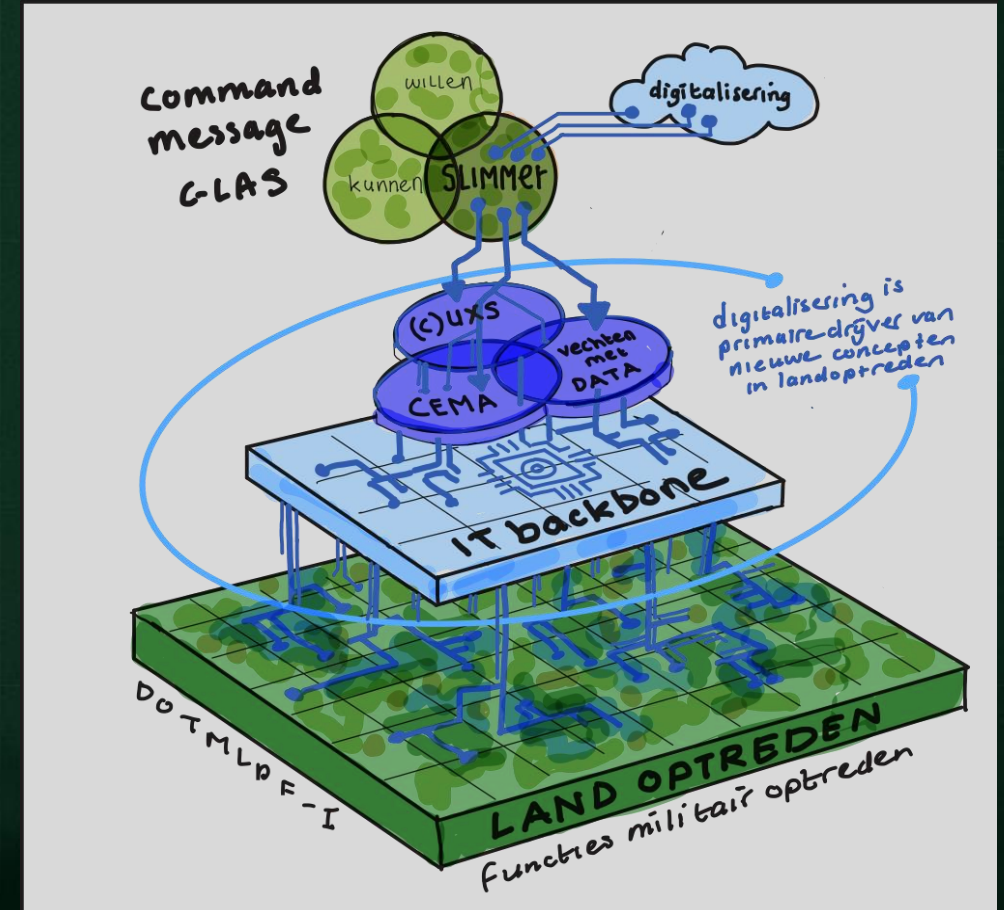 command
message
CLAS
willen
kunnen
SLIMMer
digitalisering
(c)UXS
vechten
met
DATA
CEMA
digitalisering is
primaire drijver van
nieuwe concepten
in landoptreden
IT backbone
DOTMLPF-I
LAND OPTREDEN
Functies militair optreden